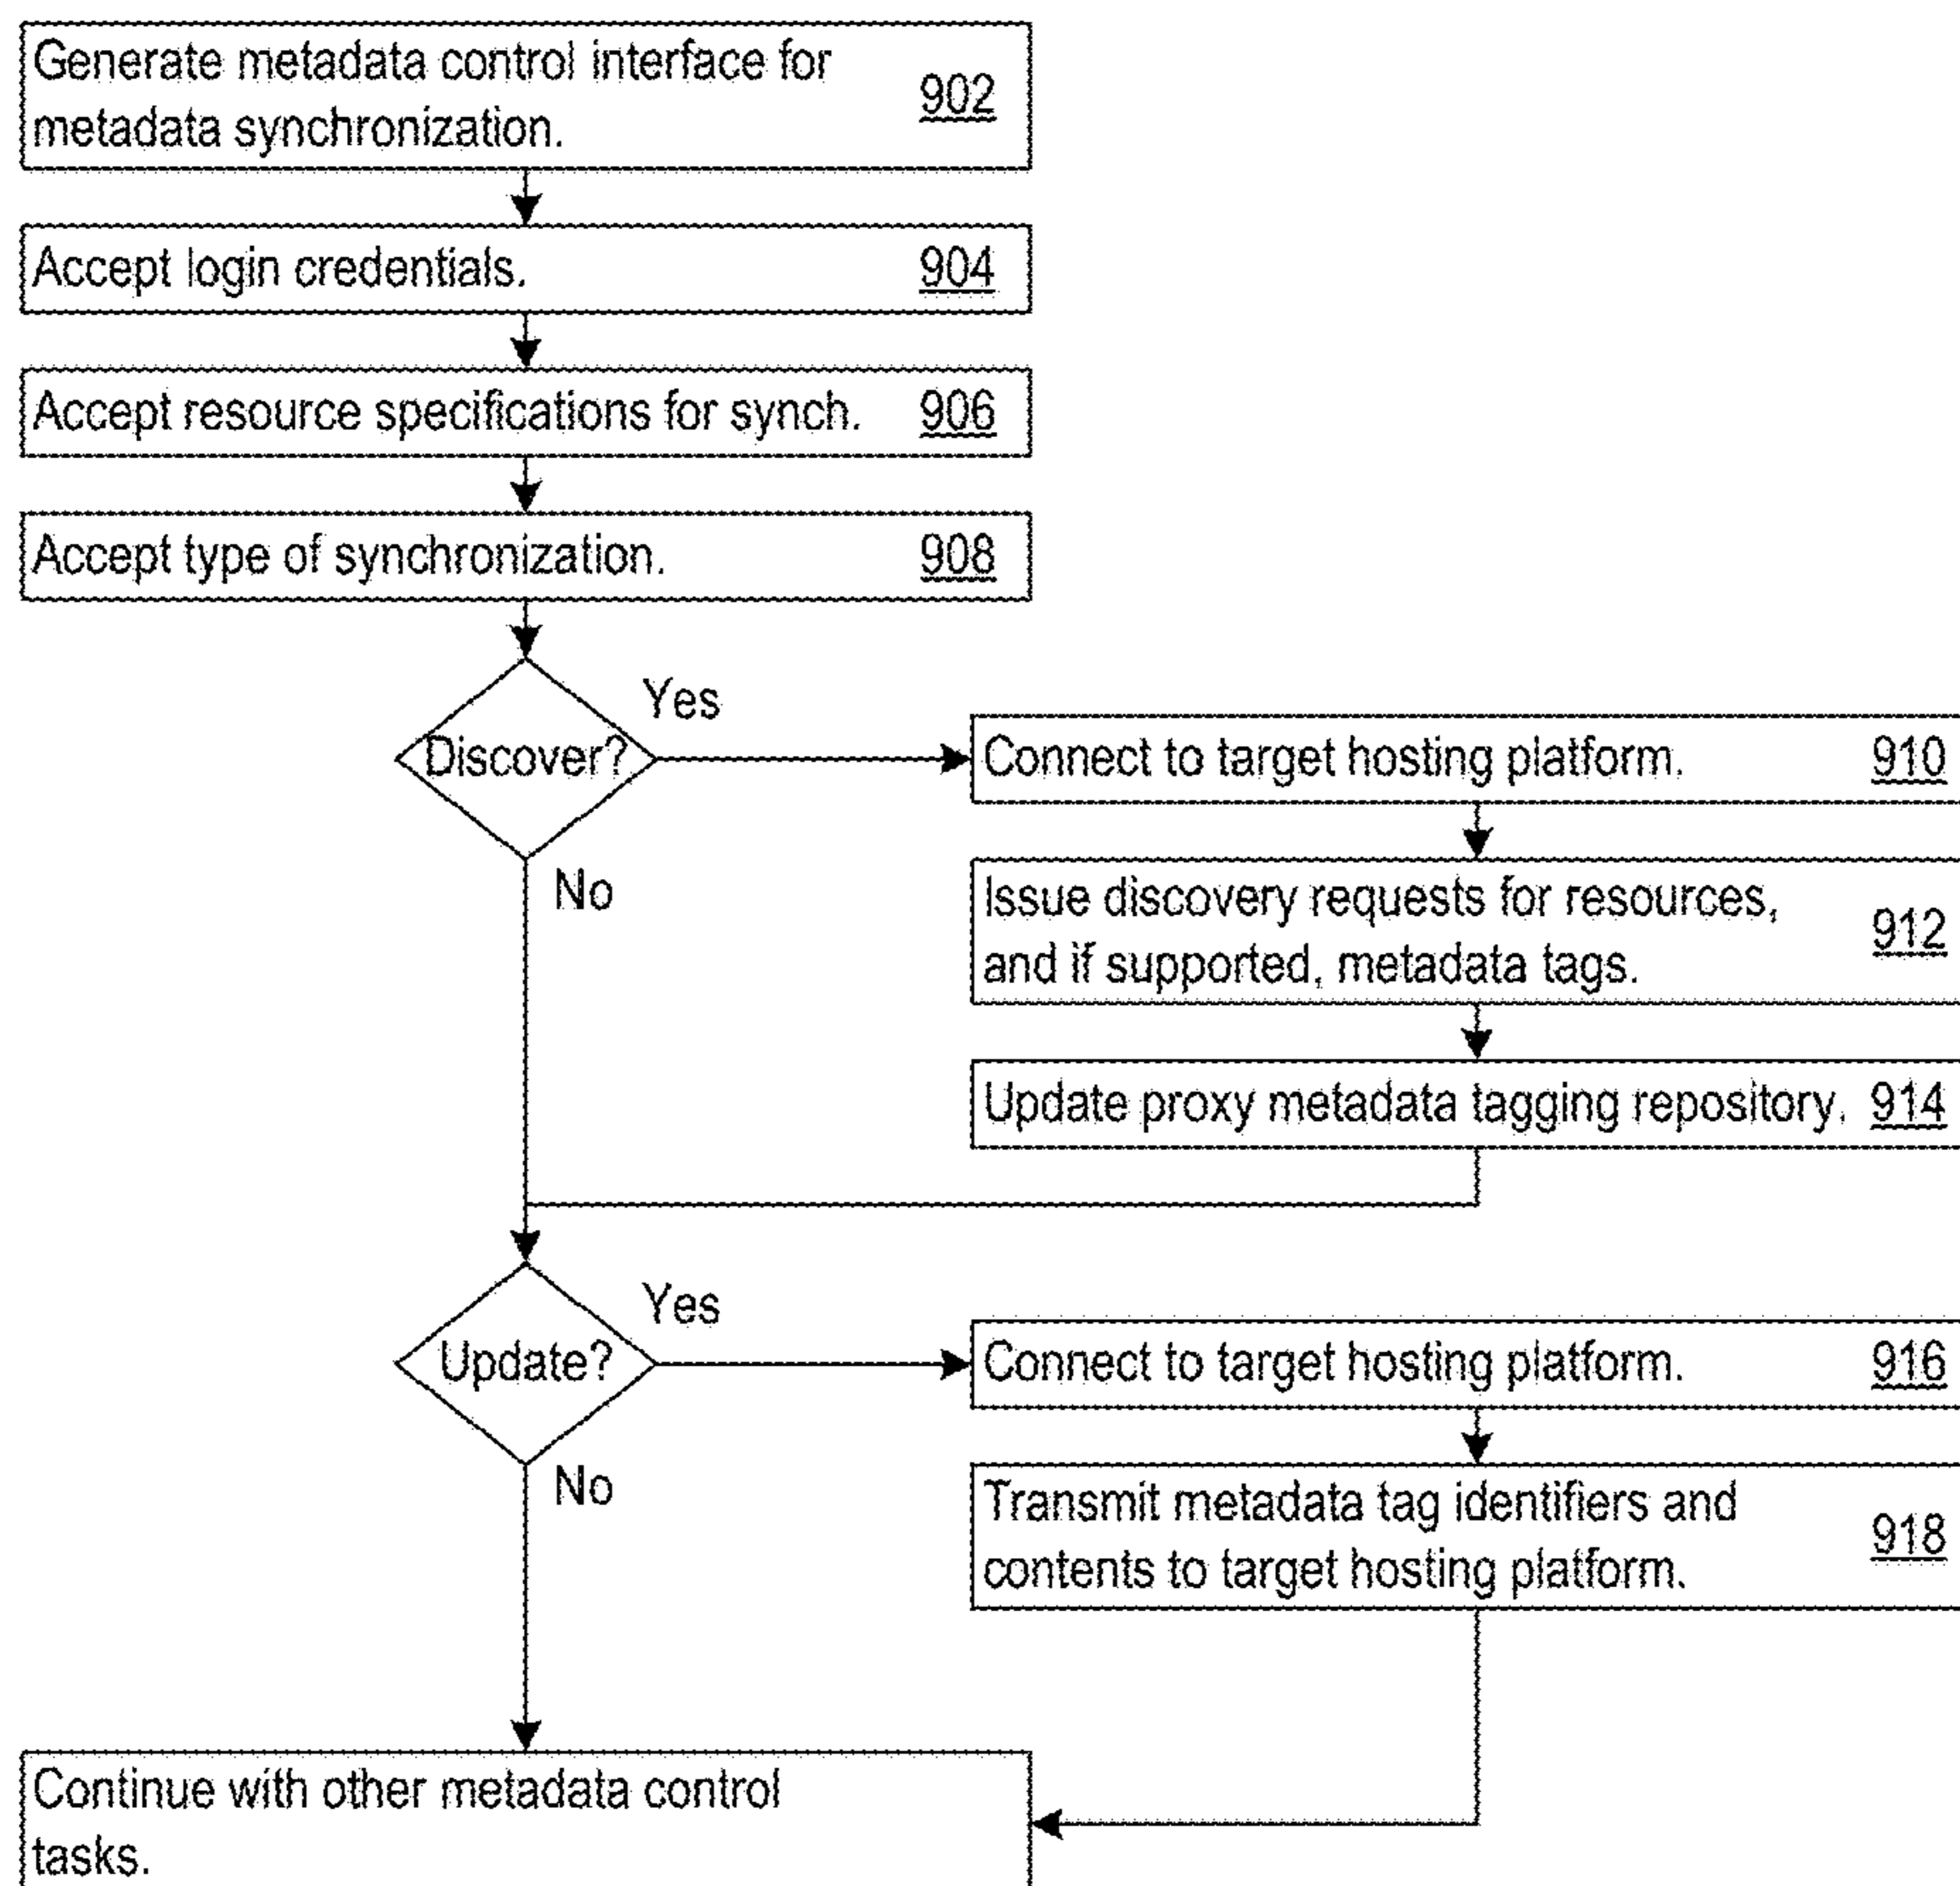 Generate metadata control interface for
metadata synchronization.
902
Accept login credentials.
904
Accept resource specifications for synch.
906
Accept type of synchronization.
908
Discover?
Yes
No
Connect to target hosting platform.
910
Issue discovery requests for resources,
and if supported, metadata tags.
912
Update proxy metadata tagging repository.
914
Update?
Yes
No
Connect to target hosting platform.
916
Transmit metadata tag identifiers and
contents to target hosting platform.
918
Continue with other metadata control
tasks.